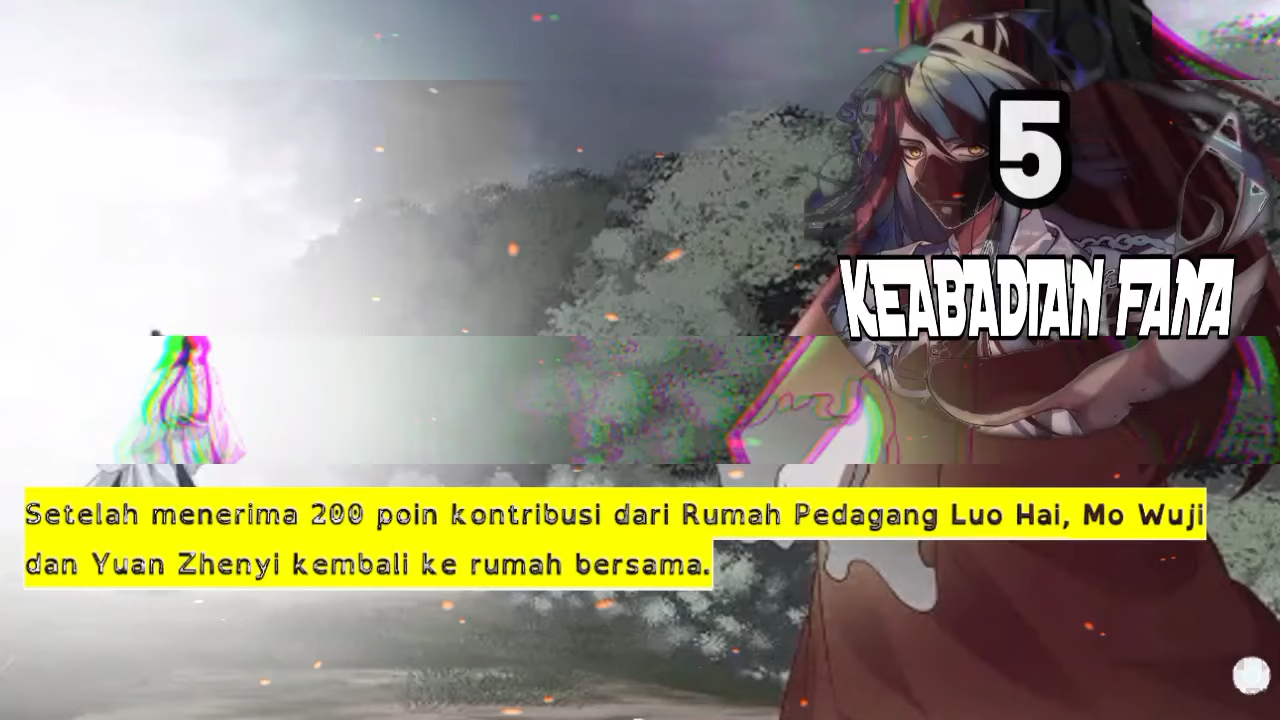 5
KEABADIAN FANA
Setelah menerima 200 poin kontribusi dari Rumah Pedagang Luo Hai, Mo Wuji
dan Yuan Zhenyi kembali ke rumah bersama.